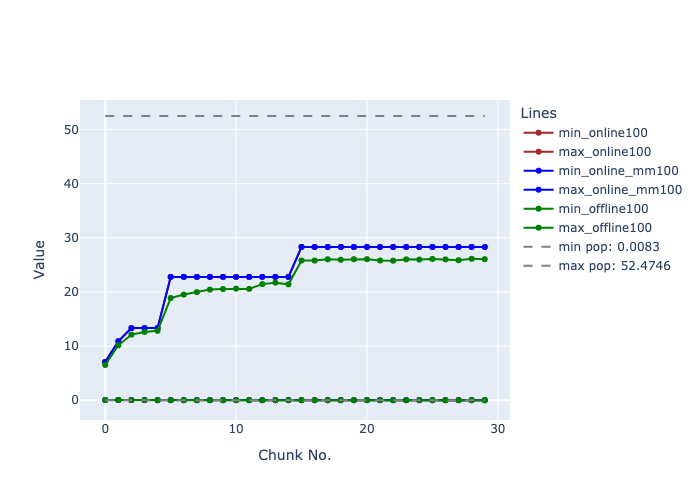 Lines
min_online100
max_online100
min_online_mm100
max_online_mm100
min_offline100
max_offline100
min pop: 0.0083
max pop: 52.4746
Value
50
40
30
20
10
0
0 10 20 30
Chunk No.